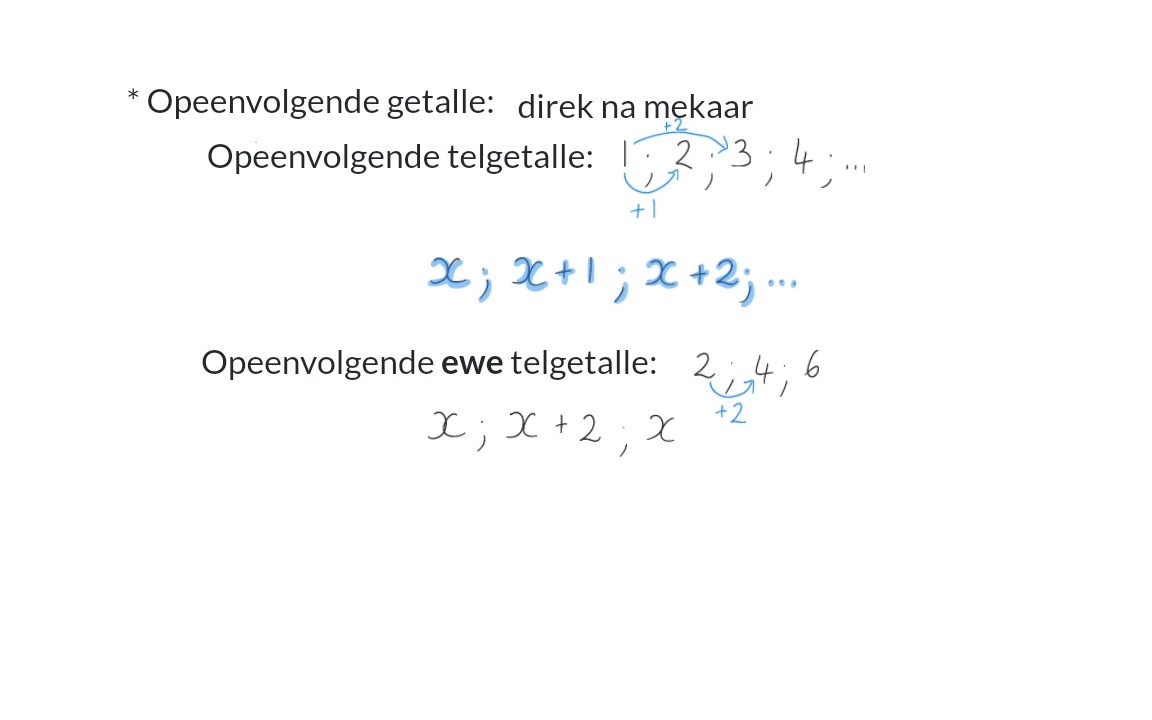 * Opeenvolgende getalle: direk na mekaar
+2
Opeenvolgende telgetalle: 1 ; 2 ; 3 ; 4 ; ...
+1
x ; x + 1 ; x + 2 ; ...
Opeenvolgende ewe telgetalle: 2 ; 4 ; 6
+2
x ; x + 2 ; x